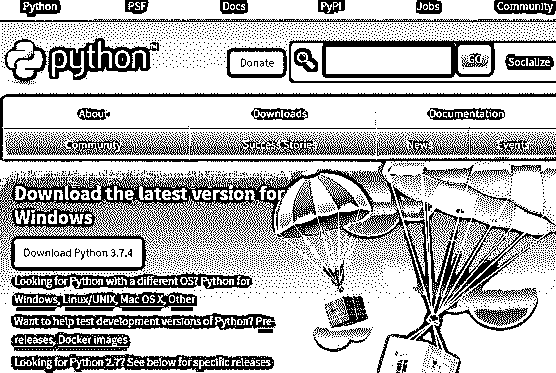 Python PSF Docs PyPI Jobs Community
python™
Donate
GO
Socialize
About Downloads Documentation
Community Success Stories News Events
Download the latest version for
Windows
Download Python 3.7.4
Looking for Python with a different OS? Python for
Windows, Linux/UNIX, Mac OS X, Other
Want to help test development versions of Python? Pre-
releases, Docker images
Looking for Python 2.7? See below for specific releases